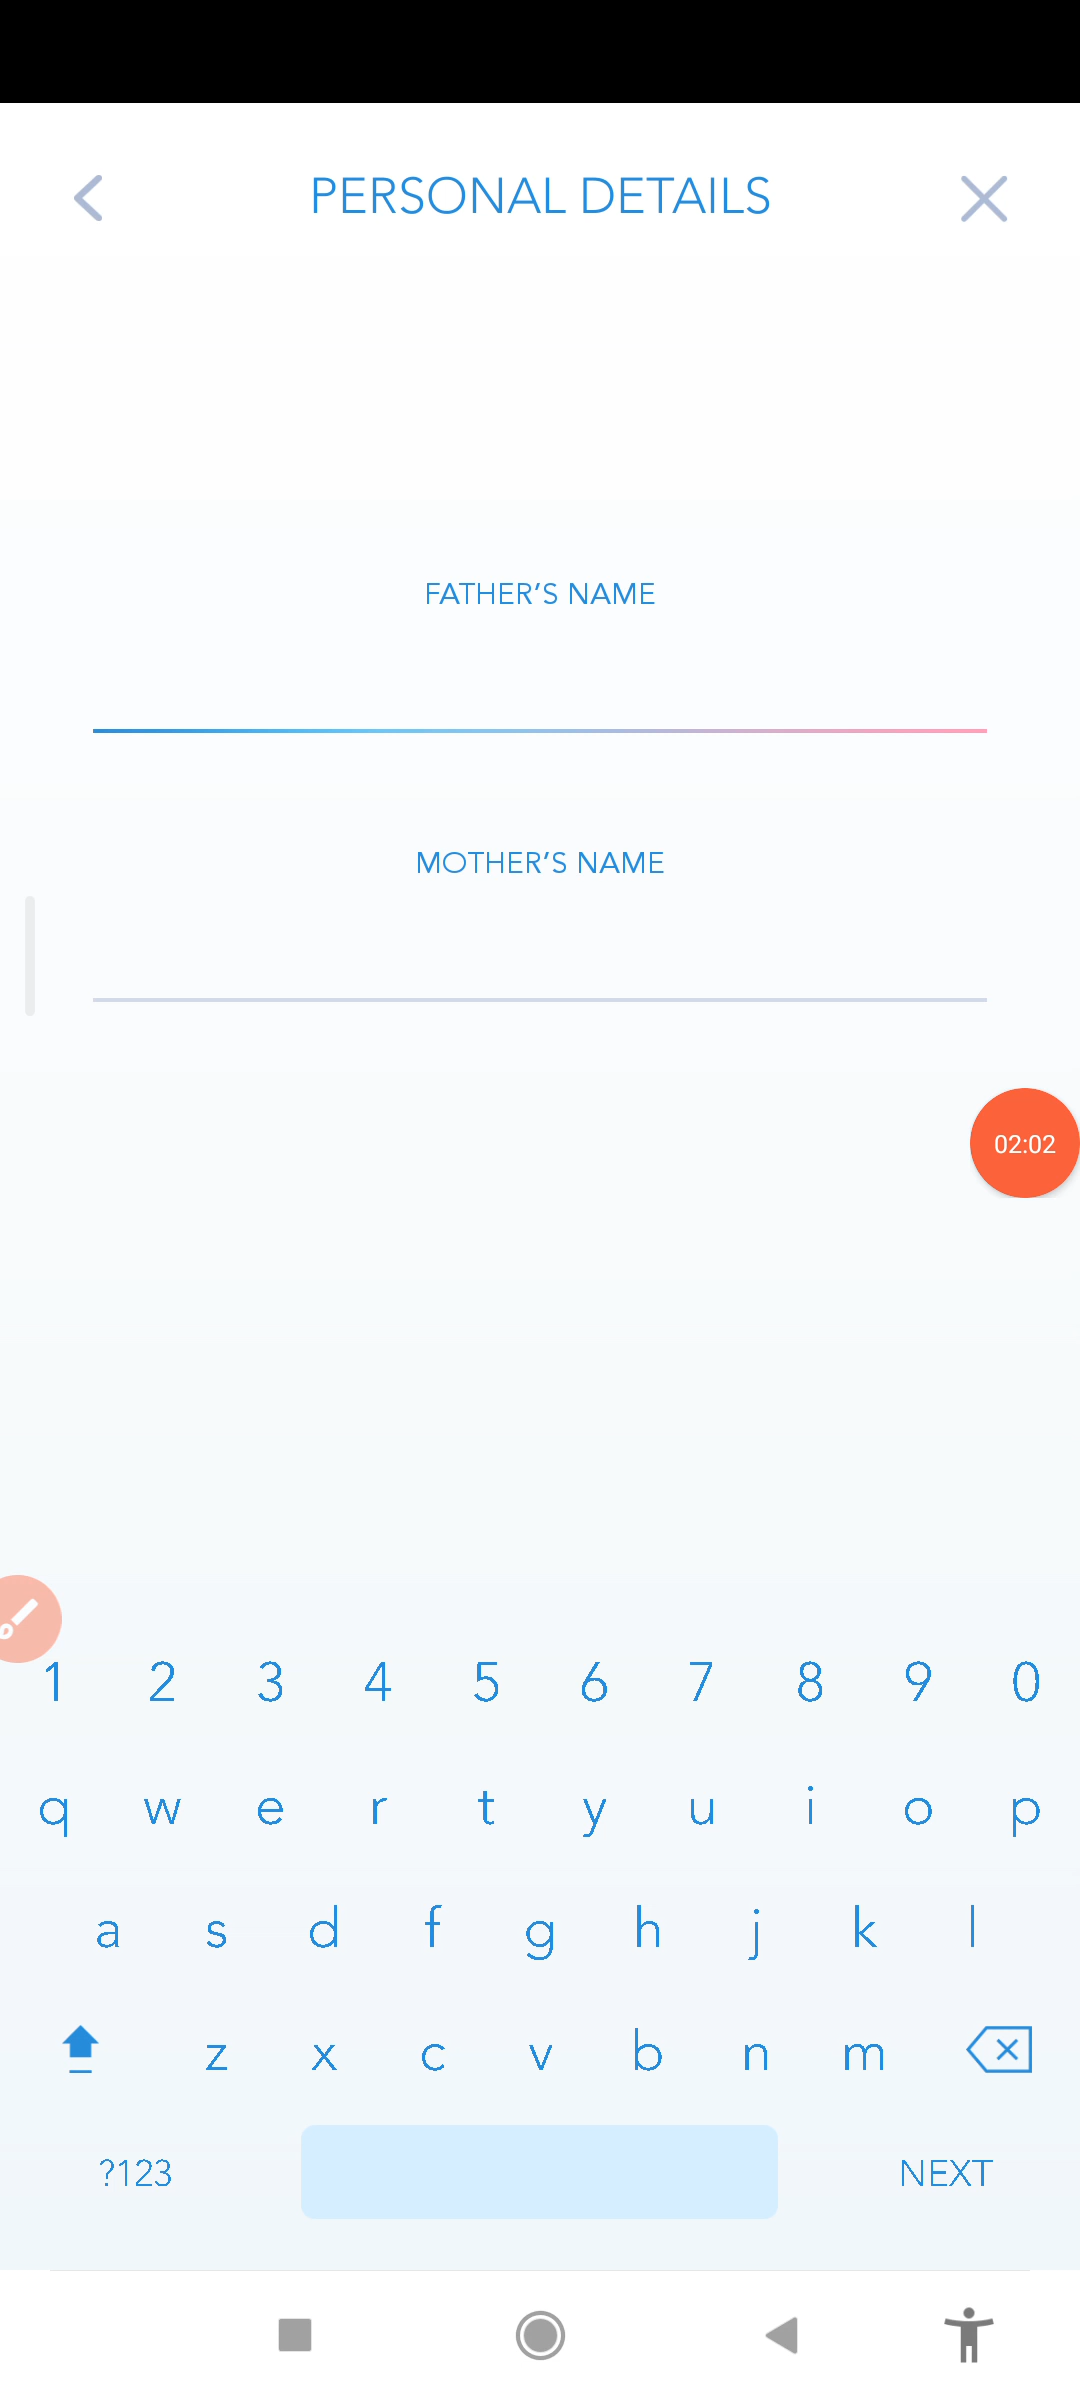 PERSONAL DETAILS
FATHER’S NAME
MOTHER’S NAME
02:02
1 2 3 4 5 6 7 8 9 0
q w e r t y u i o p
a s d f g h j k l
z x c v b n m
?123 NEXT